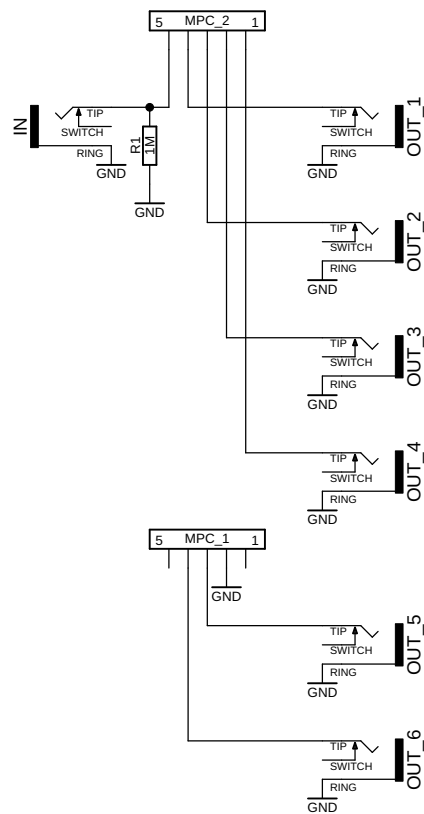 5 MPC_2 1
IN
TIP
SWITCH
RING
GND
R1
1M
GND
TIP
SWITCH
RING
GND
OUT_1
TIP
SWITCH
RING
GND
OUT_2
TIP
SWITCH
RING
GND
OUT_3
TIP
SWITCH
RING
GND
OUT_4
5 MPC_1 1
GND
TIP
SWITCH
RING
GND
OUT_5
TIP
SWITCH
RING
GND
OUT_6